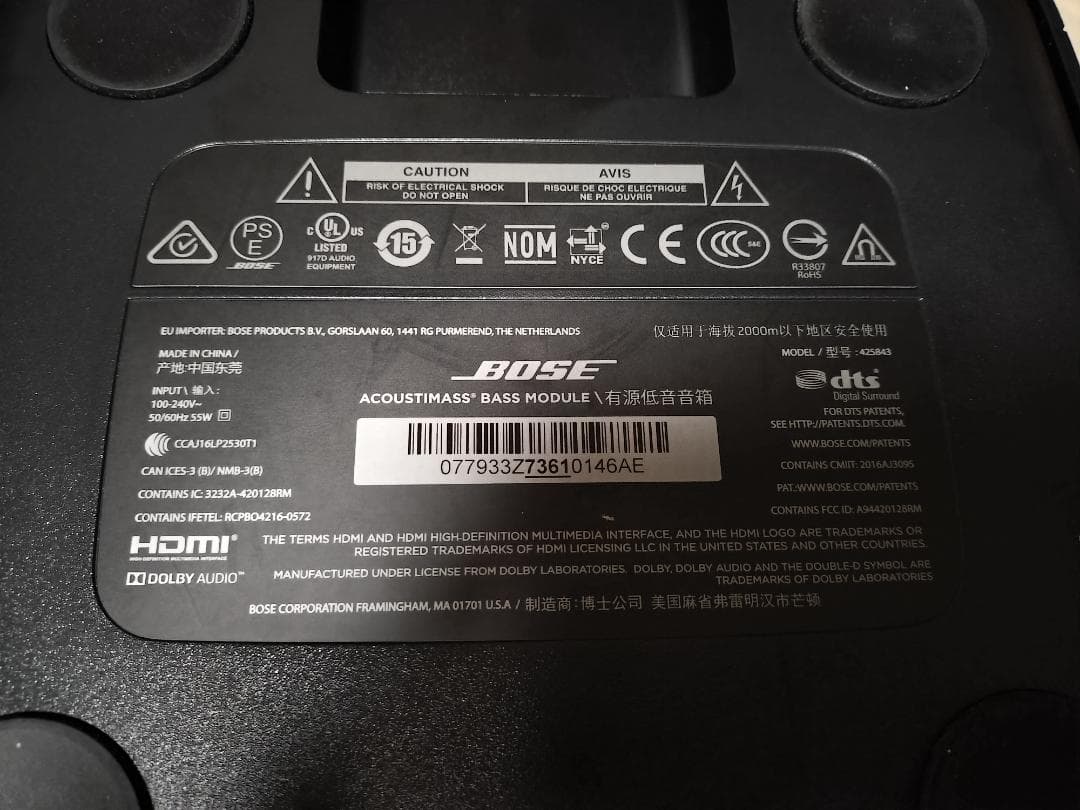 CAUTION
RISK OF ELECTRICAL SHOCK
DO NOT OPEN
AVIS
RISQUE DE CHOC ELECTRIQUE
NE PAS OUVRIR
PS
E
BOSE
C UL US
LISTED
917D AUDIO
EQUIPMENT
15
NOM
NYCE
CE
CCC S&E
R33807
RoHS
EU IMPORTER: BOSE PRODUCTS B.V., GORSLAAN 60, 1441 RG PURMEREND, THE NETHERLANDS
仅适用于海拔2000m以下地区安全使用
MADE IN CHINA /
产地:中国东莞
INPUT\ 输入:
100-240V~
50/60Hz 55W
CCAJ16LP2530T1
CAN ICES-3 (B)/ NMB-3(B)
CONTAINS IC: 3232A-420128RM
CONTAINS IFETEL: RCPBO4216-0572
BOSE
ACOUSTIMASS® BASS MODULE \有源低音音箱
077933Z73610146AE
MODEL / 型号: 425843
dts
Digital Surround
FOR DTS PATENTS,
SEE HTTP://PATENTS.DTS.COM.
WWW.BOSE.COM/PATENTS
CONTAINS CMIIT: 2016AJ3095
PAT.:WWW.BOSE.COM/PATENTS
CONTAINS FCC ID: A94420128RM
HDMI®
HIGH-DEFINITION MULTIMEDIA INTERFACE
THE TERMS HDMI AND HDMI HIGH-DEFINITION MULTIMEDIA INTERFACE, AND THE HDMI LOGO ARE TRADEMARKS OR
REGISTERED TRADEMARKS OF HDMI LICENSING LLC IN THE UNITED STATES AND OTHER COUNTRIES.
DOLBY AUDIO™
MANUFACTURED UNDER LICENSE FROM DOLBY LABORATORIES. DOLBY, DOLBY AUDIO AND THE DOUBLE-D SYMBOL ARE
TRADEMARKS OF DOLBY LABORATORIES
BOSE CORPORATION FRAMINGHAM, MA 01701 U.S.A / 制造商:博士公司 美国麻省弗雷明汉市芒顿